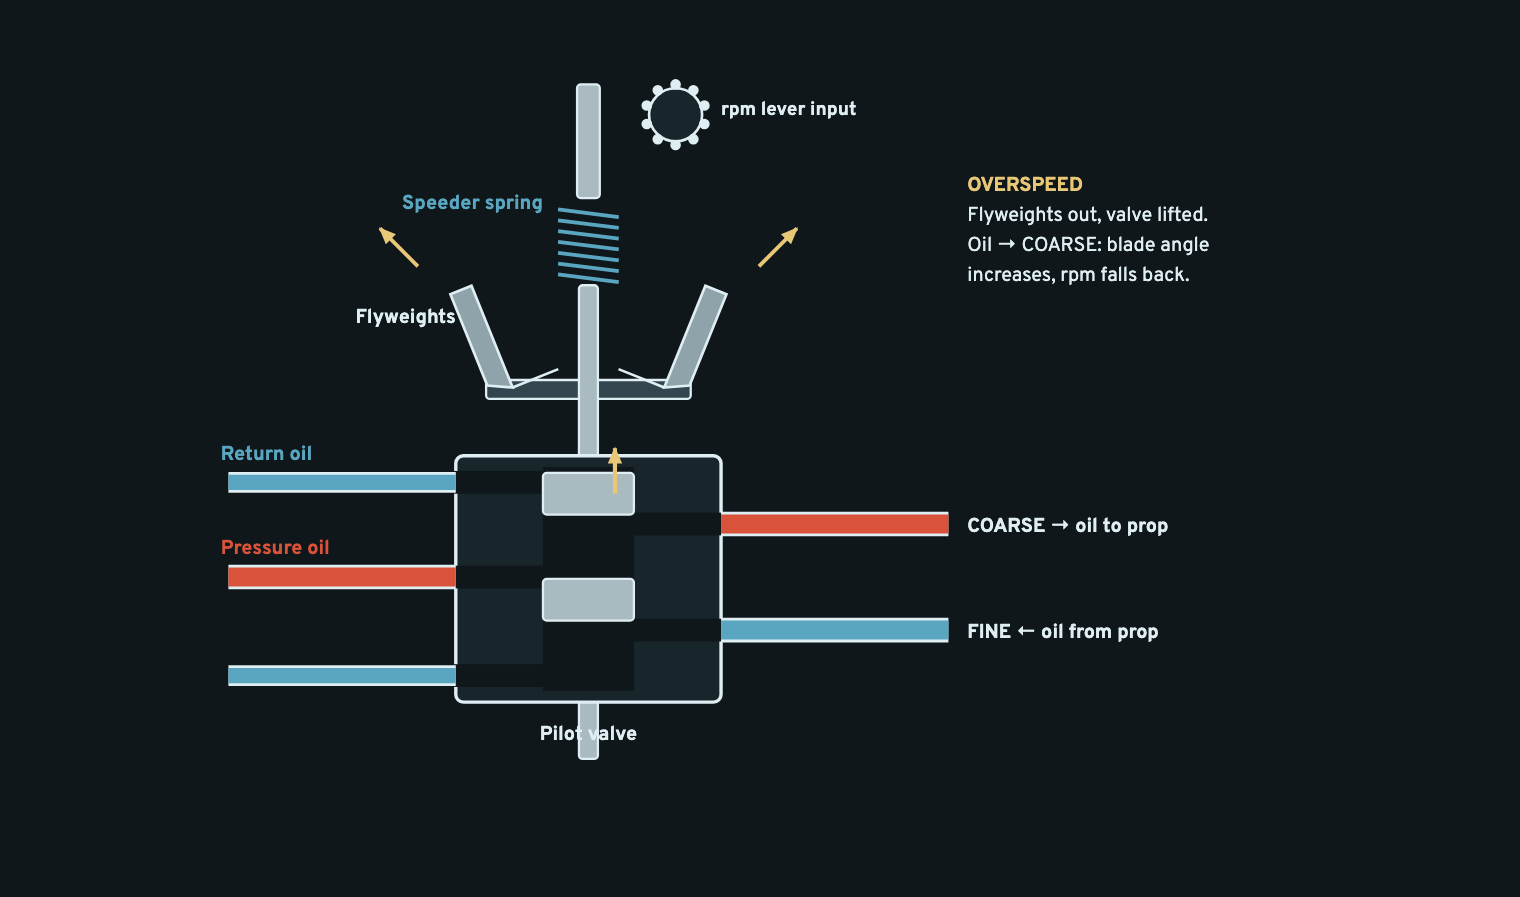 rpm lever input
Speeder spring
OVERSPEED
Flyweights out, valve lifted.
Oil → COARSE: blade angle
increases, rpm falls back.
Flyweights
Return oil
Pressure oil
COARSE → oil to prop
FINE ← oil from prop
Pilot valve